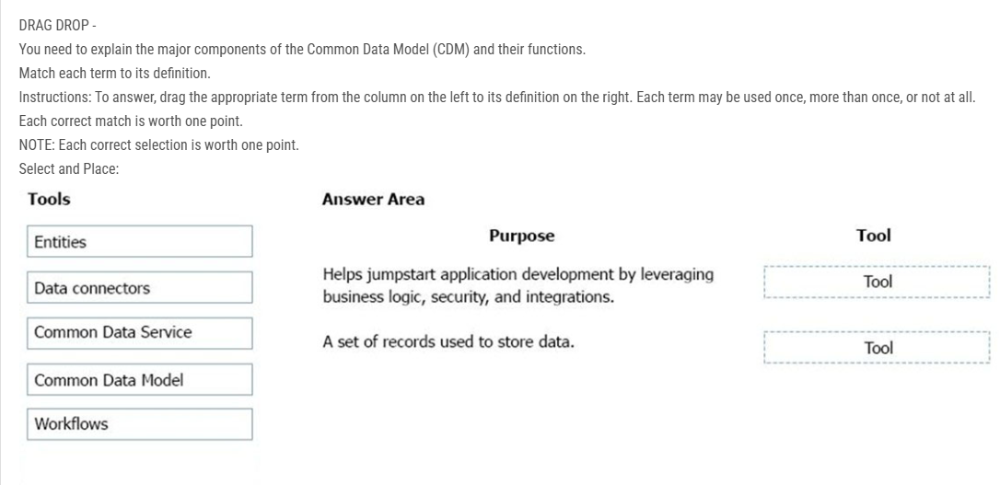 DRAG DROP -
You need to explain the major components of the Common Data Model (CDM) and their functions.
Match each term to its definition.
Instructions: To answer, drag the appropriate term from the column on the left to its definition on the right. Each term may be used once, more than once, or not at all.
Each correct match is worth one point.
NOTE: Each correct selection is worth one point.
Select and Place:
Tools
Entities
Data connectors
Common Data Service
Common Data Model
Workflows
Answer Area
Purpose
Tool
Helps jumpstart application development by leveraging
business logic, security, and integrations.
Tool
A set of records used to store data.
Tool